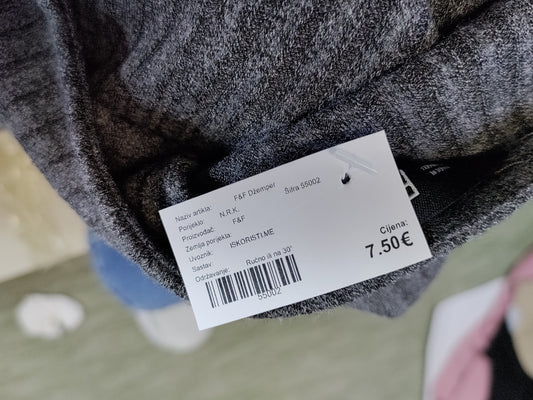 Naziv artikla: F&F Džemper Šifra 55002
Porijeklo: N.R.K.
Proizvođač: F&F
Zemlja porijekla:
Uvoznik: ISKORISTI.ME
Sastav:
Održavanje: Ručno ili na 30°
55002
Cijena:
7.50€